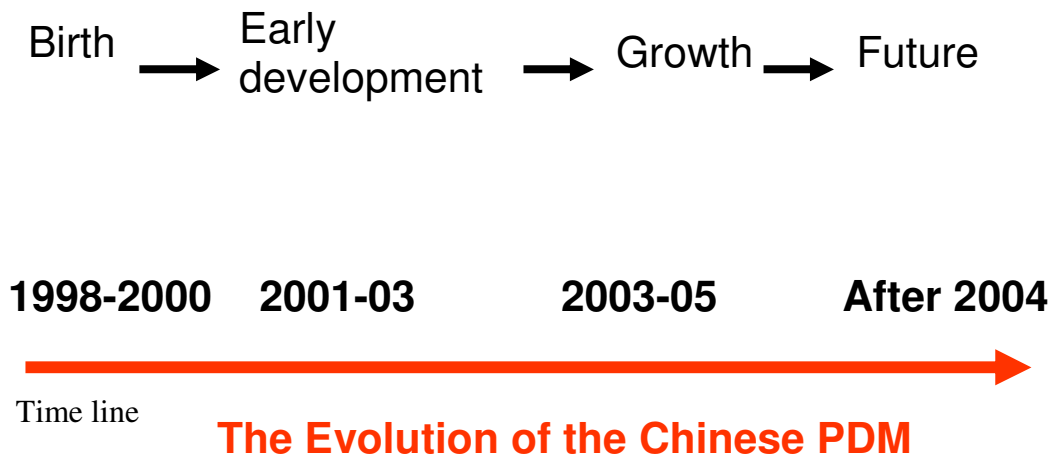 Birth
Early
development
Growth
Future
1998-2000
2001-03
2003-05
After 2004
Time line
The Evolution of the Chinese PDM